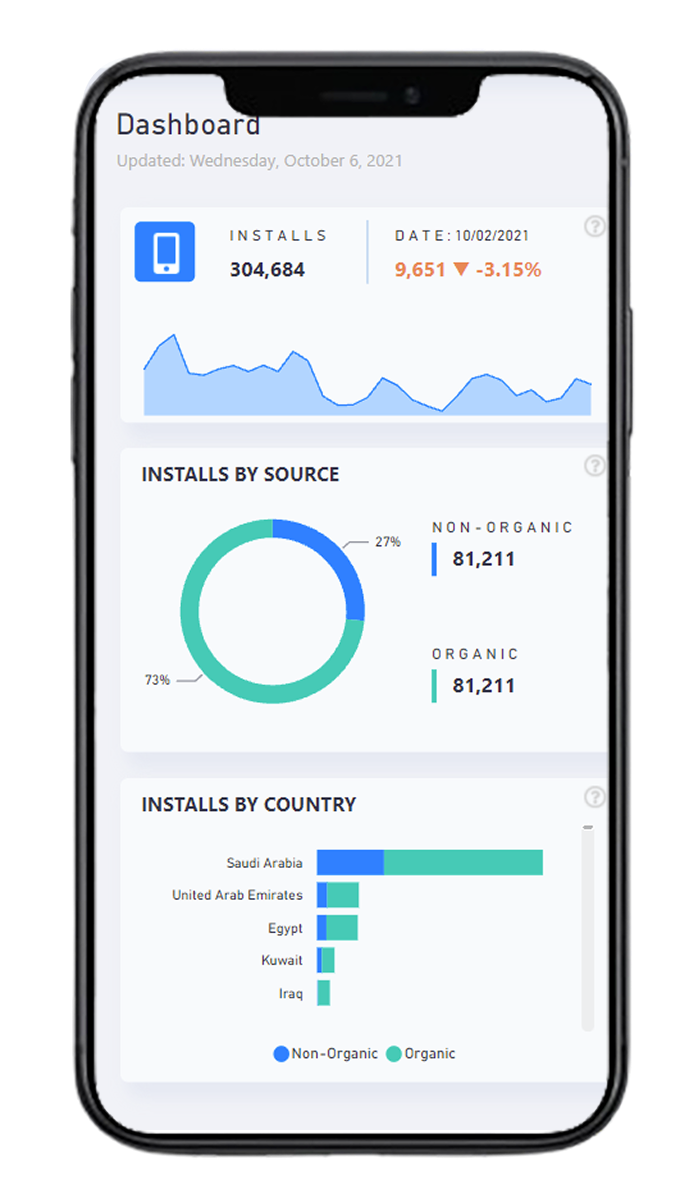 Dashboard
Updated: Wednesday, October 6, 2021
INSTALLS
304,684
DATE: 10/02/2021
9,651 ▼ -3.15%
INSTALLS BY SOURCE
27%
73%
NON-ORGANIC
81,211
ORGANIC
81,211
INSTALLS BY COUNTRY
Saudi Arabia
United Arab Emirates
Egypt
Kuwait
Iraq
Non-Organic Organic